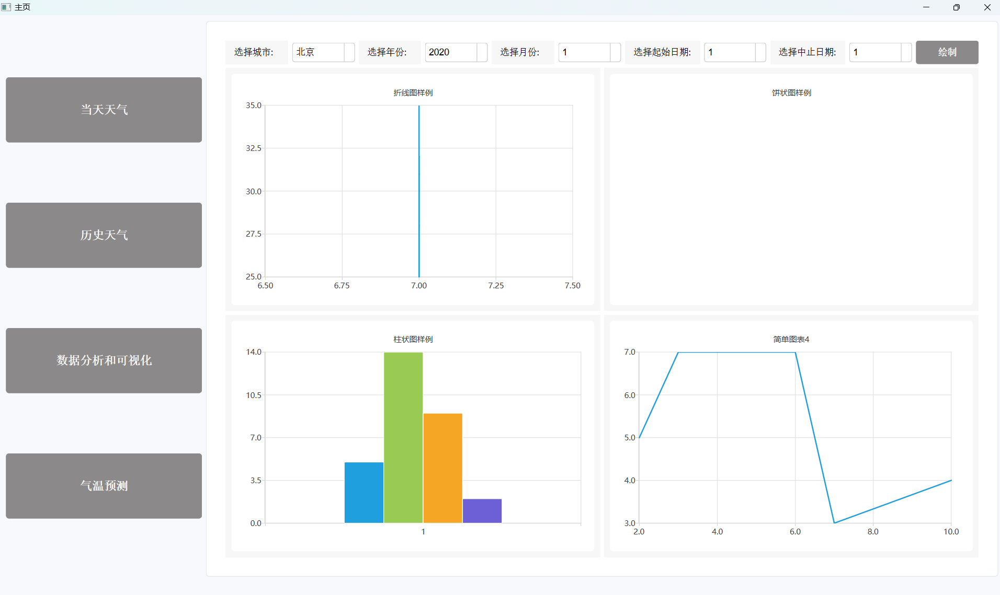 主页
选择城市: 北京 选择年份: 2020 选择月份: 1 选择起始日期: 1 选择中止日期: 1 绘制
当天天气
历史天气
数据分析和可视化
气温预测
折线图样例
35.0
32.5
30.0
27.5
25.0
6.50 6.75 7.00 7.25 7.50
饼状图样例
柱状图样例
14.0
10.5
7.0
3.5
0.0
1
简单图表4
7.0
6.0
5.0
4.0
3.0
2.0 4.0 6.0 8.0 10.0